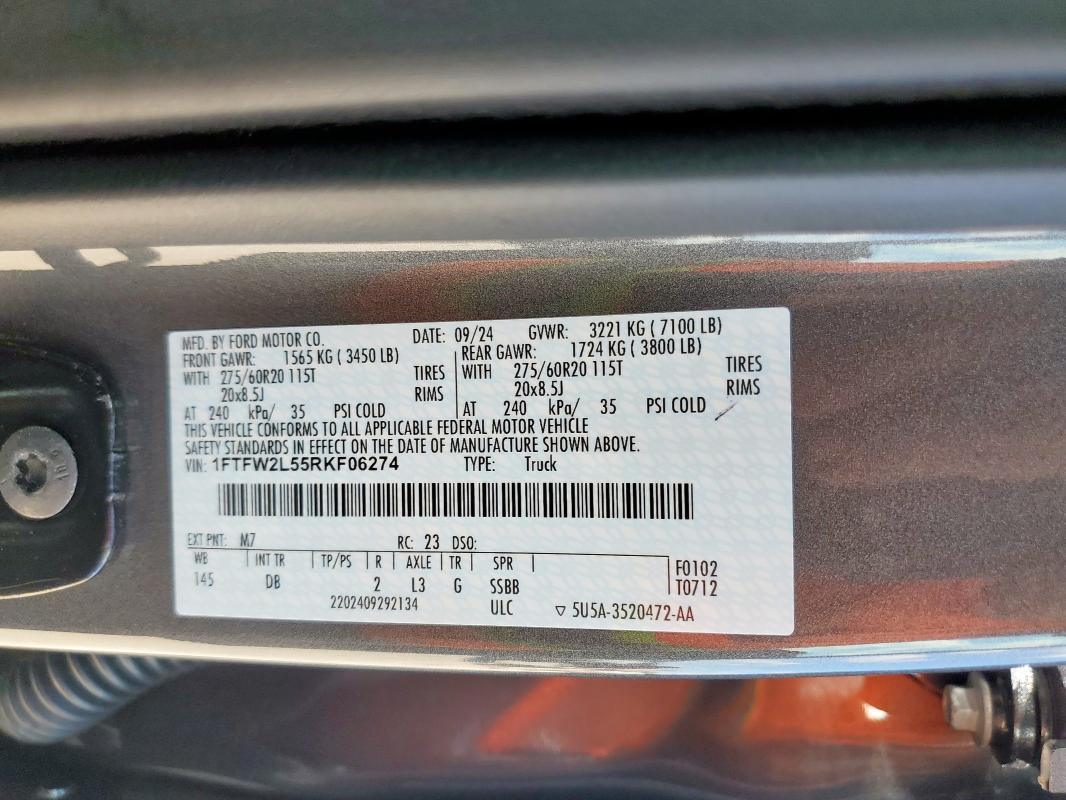 MFD. BY FORD MOTOR CO. DATE: 09/24 GVWR: 3221 KG ( 7100 LB)
FRONT GAWR: 1565 KG ( 3450 LB) REAR GAWR: 1724 KG ( 3800 LB)
WITH 275/60R20 115T TIRES WITH 275/60R20 115T TIRES
20x8.5J RIMS 20x8.5J RIMS
AT 240 kPa/ 35 PSI COLD AT 240 kPa/ 35 PSI COLD
THIS VEHICLE CONFORMS TO ALL APPLICABLE FEDERAL MOTOR VEHICLE
SAFETY STANDARDS IN EFFECT ON THE DATE OF MANUFACTURE SHOWN ABOVE.
VIN: 1FTFW2L55RKF06274 TYPE: Truck
EXT PNT: M7 RC: 23 DSO:
WB INT TR TP/PS R AXLE TR SPR F0102
145 DB 2 L3 G SSBB T0712
2202409292134 ULC ▽ 5U5A-3520472-AA